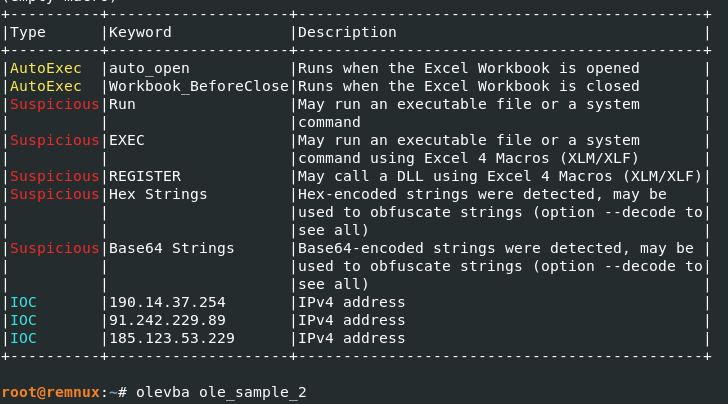 (empty macro)
+----------+--------------------+---------------------------------------------+
|Type      |Keyword             |Description                                  |
+----------+--------------------+---------------------------------------------+
|AutoExec  |auto_open           |Runs when the Excel Workbook is opened       |
|AutoExec  |Workbook_BeforeClose|Runs when the Excel Workbook is closed       |
|Suspicious|Run                 |May run an executable file or a system       |
|          |                    |command                                      |
|Suspicious|EXEC                |May run an executable file or a system       |
|          |                    |command using Excel 4 Macros (XLM/XLF)       |
|Suspicious|REGISTER            |May call a DLL using Excel 4 Macros (XLM/XLF)|
|Suspicious|Hex Strings         |Hex-encoded strings were detected, may be    |
|          |                    |used to obfuscate strings (option --decode to|
|          |                    |see all)                                     |
|Suspicious|Base64 Strings      |Base64-encoded strings were detected, may be |
|          |                    |used to obfuscate strings (option --decode to|
|          |                    |see all)                                     |
|IOC       |190.14.37.254       |IPv4 address                                 |
|IOC       |91.242.229.89       |IPv4 address                                 |
|IOC       |185.123.53.229      |IPv4 address                                 |
+----------+--------------------+---------------------------------------------+
root@remnux:~# olevba ole_sample_2